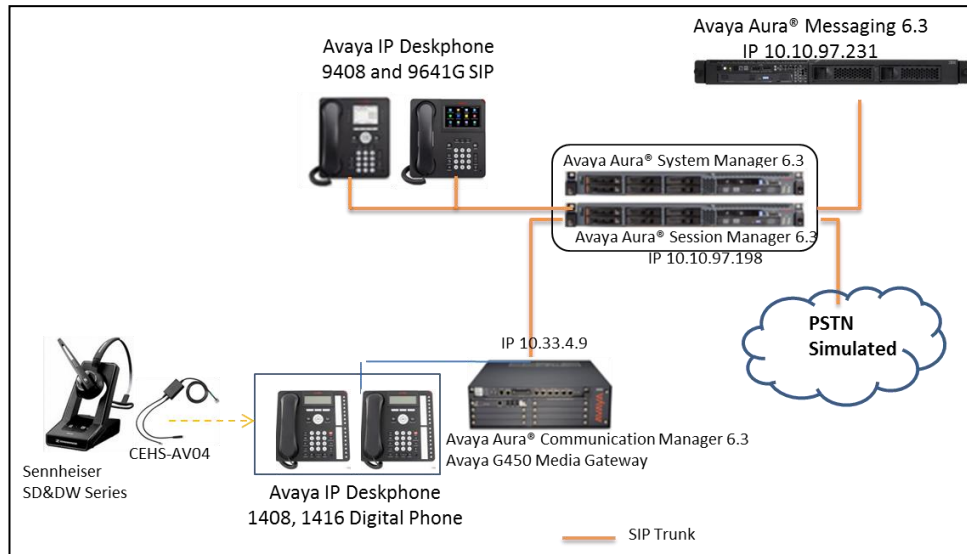 Avaya Aura® Messaging 6.3
IP 10.10.97.231
Avaya IP Deskphone
9408 and 9641G SIP
Avaya Aura® System Manager 6.3
Avaya Aura® Session Manager 6.3
IP 10.10.97.198
PSTN
Simulated
IP 10.33.4.9
AVAYA
Avaya Aura® Communication Manager 6.3
Avaya G450 Media Gateway
CEHS-AV04
Sennheiser
SD&DW Series
Avaya IP Deskphone
1408, 1416 Digital Phone
SIP Trunk